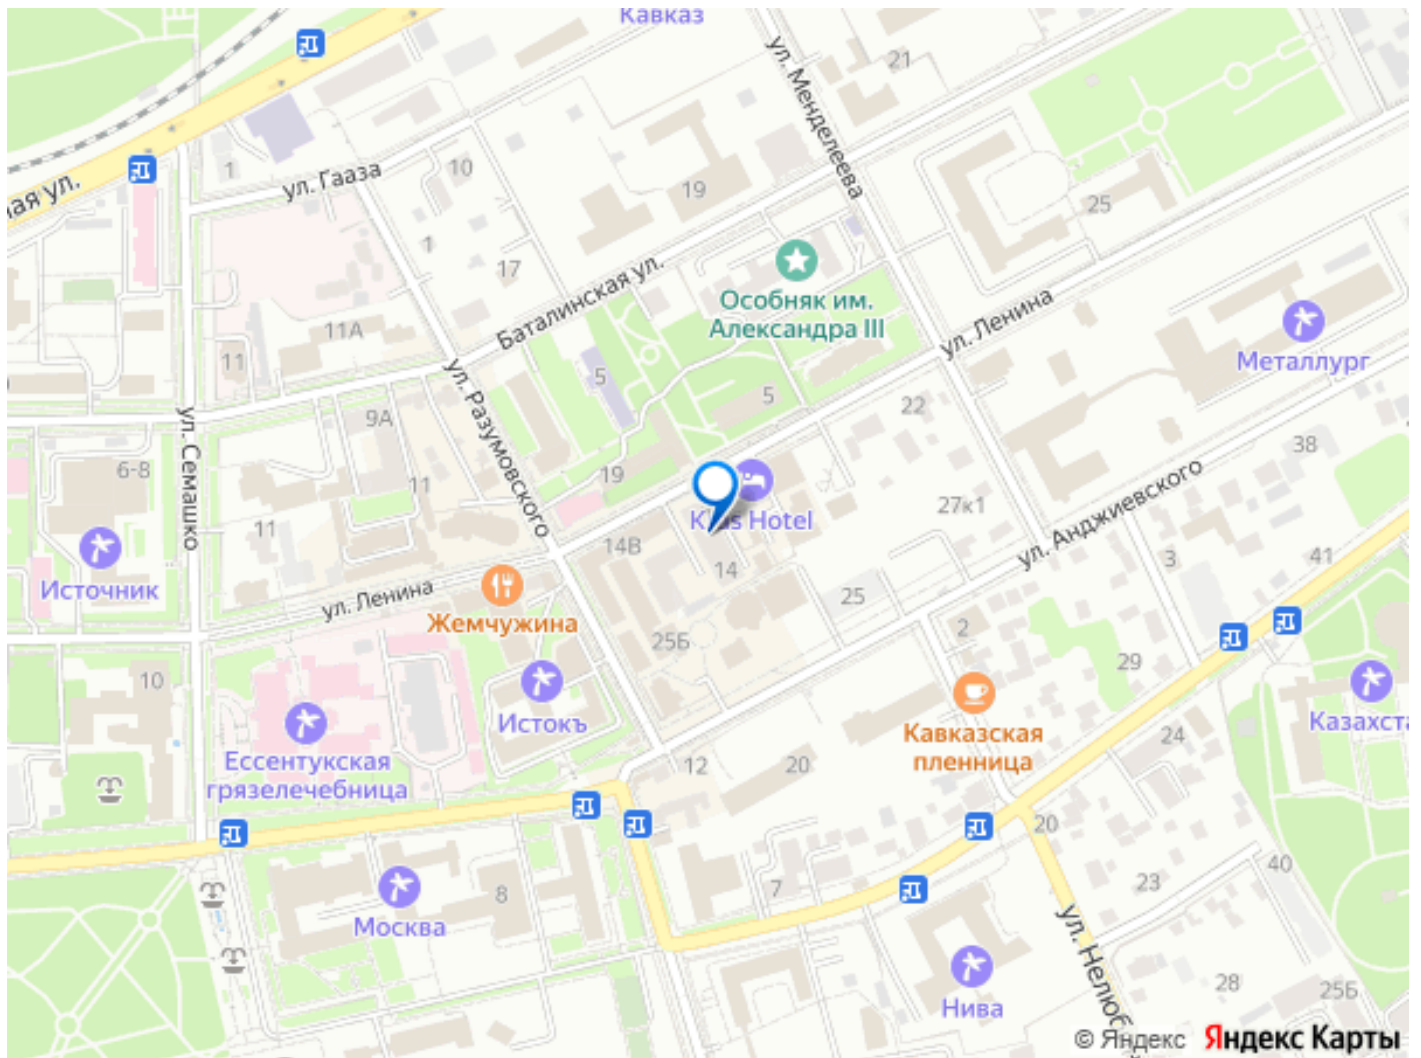 Кавказ
ул. Менделеева
21
ная ул.
1
ул. Гааза
10
19
25
1
17
Баталинская ул.
Особняк им.
Александра III
ул. Ленина
Металлург
11А
11
ул. Разумовского
5
5
22
9А
ул. Семашко
6-8
11
19
38
11
27к1
Hotel
14В
ул. Анджиевского
3
41
Источник
14
ул. Ленина
Жемчужина
25
25Б
2
29
10
Истокъ
Казахста
Кавказская
пленница
24
Ессентукская
грязелечебница
12
20
20
7
8
23
40
Москва
ул. Нелюб
28
25Б
Нива
© Яндекс Яндекс Карты